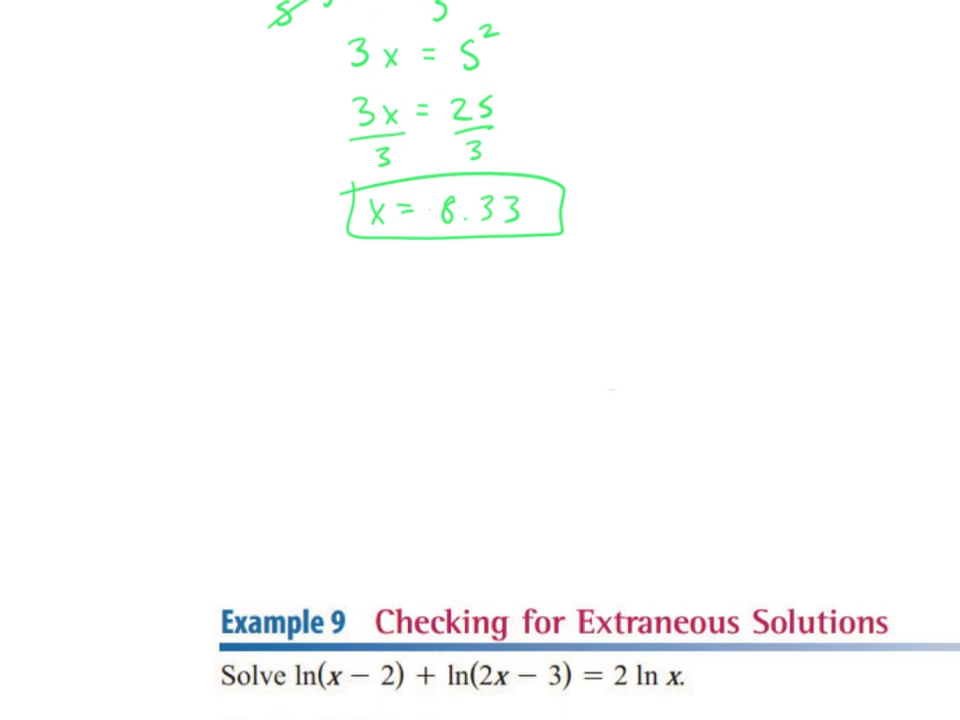 3x = 5²
3x = 25
3 3
x = 8.33
Example 9 Checking for Extraneous Solutions
Solve ln(x − 2) + ln(2x − 3) = 2 ln x.